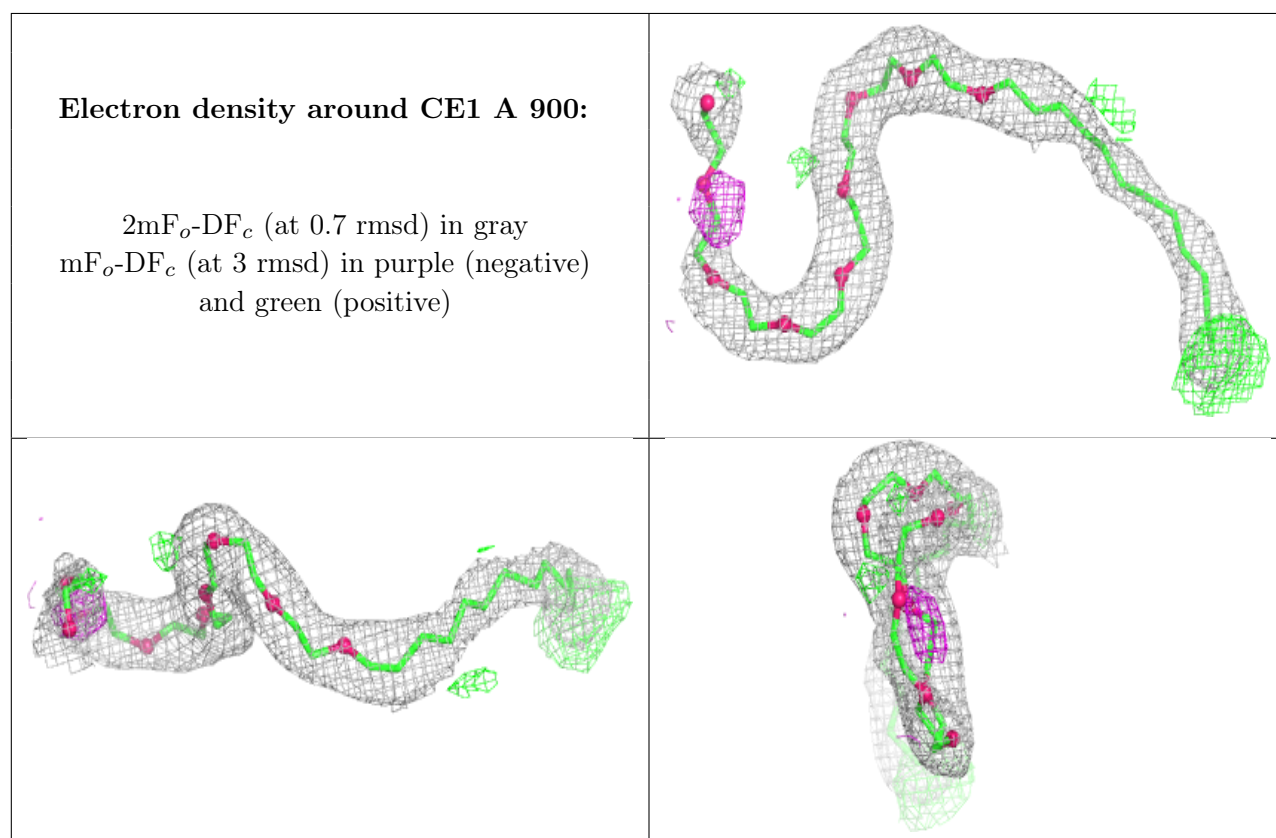 Electron density around CE1 A 900:
2mFo-DFc (at 0.7 rmsd) in gray
mFo-DFc (at 3 rmsd) in purple (negative)
and green (positive)